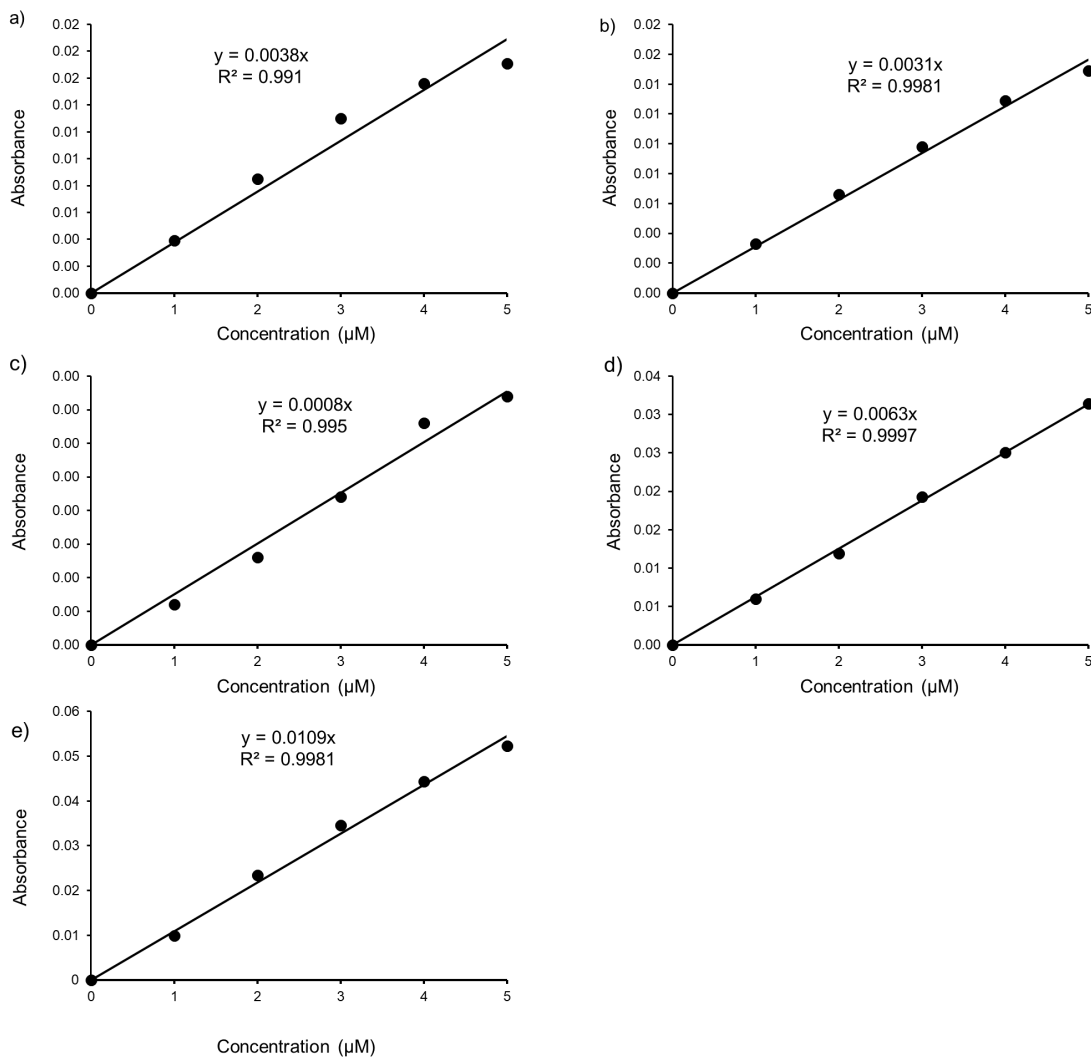 a)
y = 0.0038x
R² = 0.991
Absorbance
0.02
0.02
0.02
0.01
0.01
0.01
0.01
0.01
0.00
0.00
0.00
0 1 2 3 4 5
Concentration (µM)
b)
y = 0.0031x
R² = 0.9981
Absorbance
0.02
0.02
0.01
0.01
0.01
0.01
0.01
0.00
0.00
0.00
0 1 2 3 4 5
Concentration (µM)
c)
y = 0.0008x
R² = 0.995
Absorbance
0.00
0.00
0.00
0.00
0.00
0.00
0.00
0.00
0.00
0 1 2 3 4 5
Concentration (µM)
d)
y = 0.0063x
R² = 0.9997
Absorbance
0.04
0.03
0.03
0.02
0.02
0.01
0.01
0.00
0 1 2 3 4 5
Concentration (µM)
e)
y = 0.0109x
R² = 0.9981
Absorbance
0.06
0.05
0.04
0.03
0.02
0.01
0
0 1 2 3 4 5
Concentration (µM)